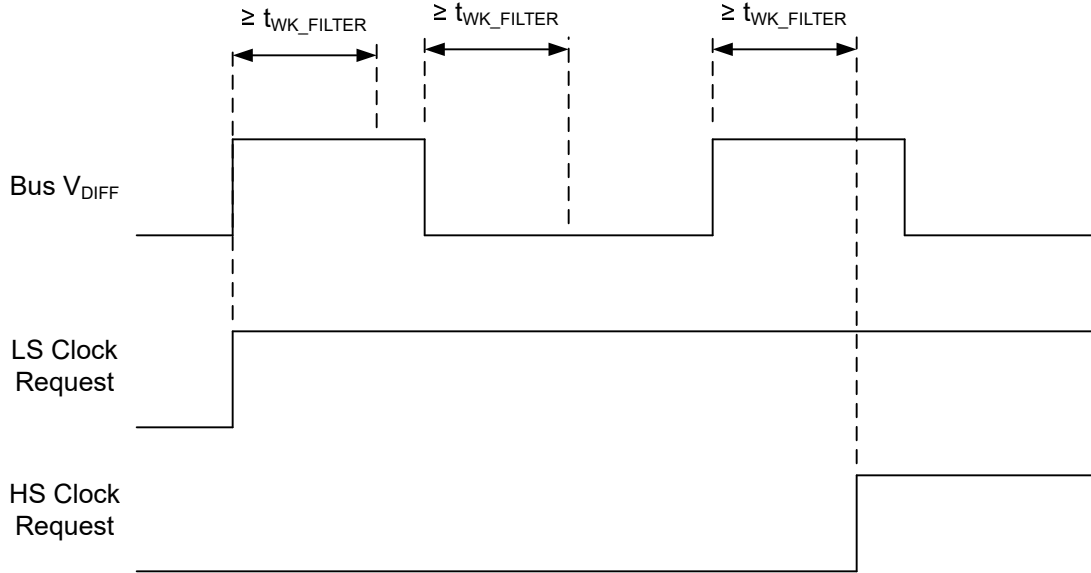 ≥ tWK_FILTER
≥ tWK_FILTER
≥ tWK_FILTER
Bus VDIFF
LS Clock
Request
HS Clock
Request